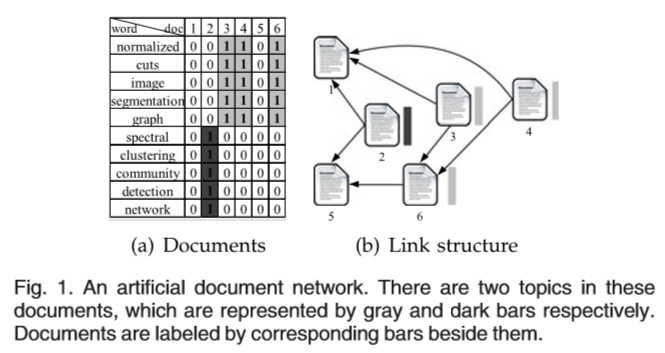 word doc 1 2 3 4 5 6
normalized 0 0 1 1 0 1
cuts 0 0 1 1 0 1
image 0 0 1 1 0 1
segmentation 0 0 1 1 0 1
graph 0 0 1 1 0 1
spectral 0 1 0 0 0 0
clustering 0 1 0 0 0 0
community 0 1 0 0 0 0
detection 0 1 0 0 0 0
network 0 1 0 0 0 0
(a) Documents
Document
1
Document
2
Document
3
Document
4
Document
5
Document
6
(b) Link structure
Fig. 1. An artificial document network. There are two topics in these
documents, which are represented by gray and dark bars respectively.
Documents are labeled by corresponding bars beside them.